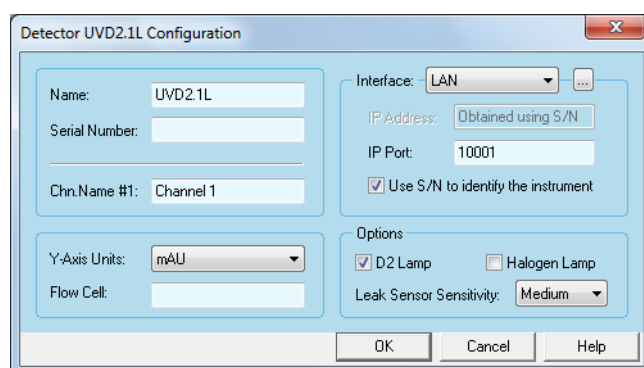 Detector UVD2.1L Configuration
Name: UVD2.1L
Serial Number:
Chn.Name #1: Channel 1
Interface: LAN ...
IP Address: Obtained using S/N
IP Port: 10001
Use S/N to identify the instrument
Y-Axis Units: mAU
Flow Cell:
Options
D2 Lamp Halogen Lamp
Leak Sensor Sensitivity: Medium
OK Cancel Help